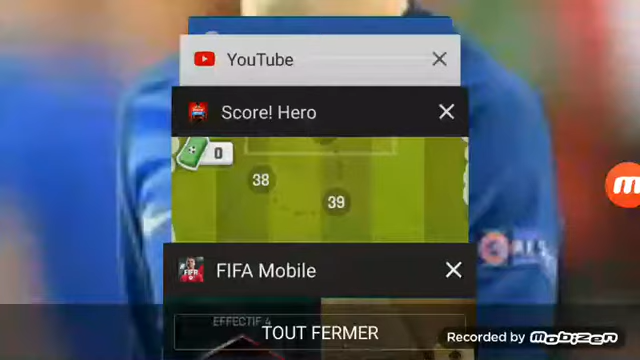 YouTube
Score! Hero
0
38
39
FIFA Mobile
EFFECTIF &
TOUT FERMER
Recorded by mobizen